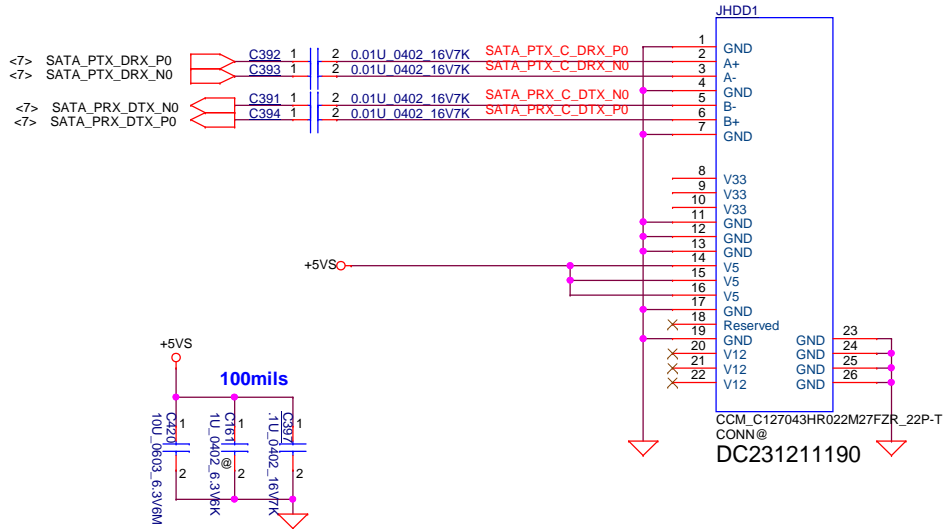 JHDD1
<7> SATA_PTX_DRX_P0 C392 1 2 0.01U_0402_16V7K SATA_PTX_C_DRX_P0
<7> SATA_PTX_DRX_N0 C393 1 2 0.01U_0402_16V7K SATA_PTX_C_DRX_N0
<7> SATA_PRX_DTX_N0 C391 1 2 0.01U_0402_16V7K SATA_PRX_C_DTX_N0
<7> SATA_PRX_DTX_P0 C394 1 2 0.01U_0402_16V7K SATA_PRX_C_DTX_P0
1 GND
2 A+
3 A-
4 GND
5 B-
6 B+
7 GND
8 V33
9 V33
10 V33
11 GND
12 GND
13 GND
+5VS 14 V5
15 V5
16 V5
17 GND
18 Reserved
19 GND GND 23
20 V12 GND 24
21 V12 GND 25
22 V12 GND 26
CCM_C127043HR022M27FZR_22P-T
CONN@
DC231211190
+5VS
100mils
C420 1 2
10U_0603_6.3V6M
C161 1 2
1U_0402_6.3V6K
@
C397 1 2
.1U_0402_16V7K